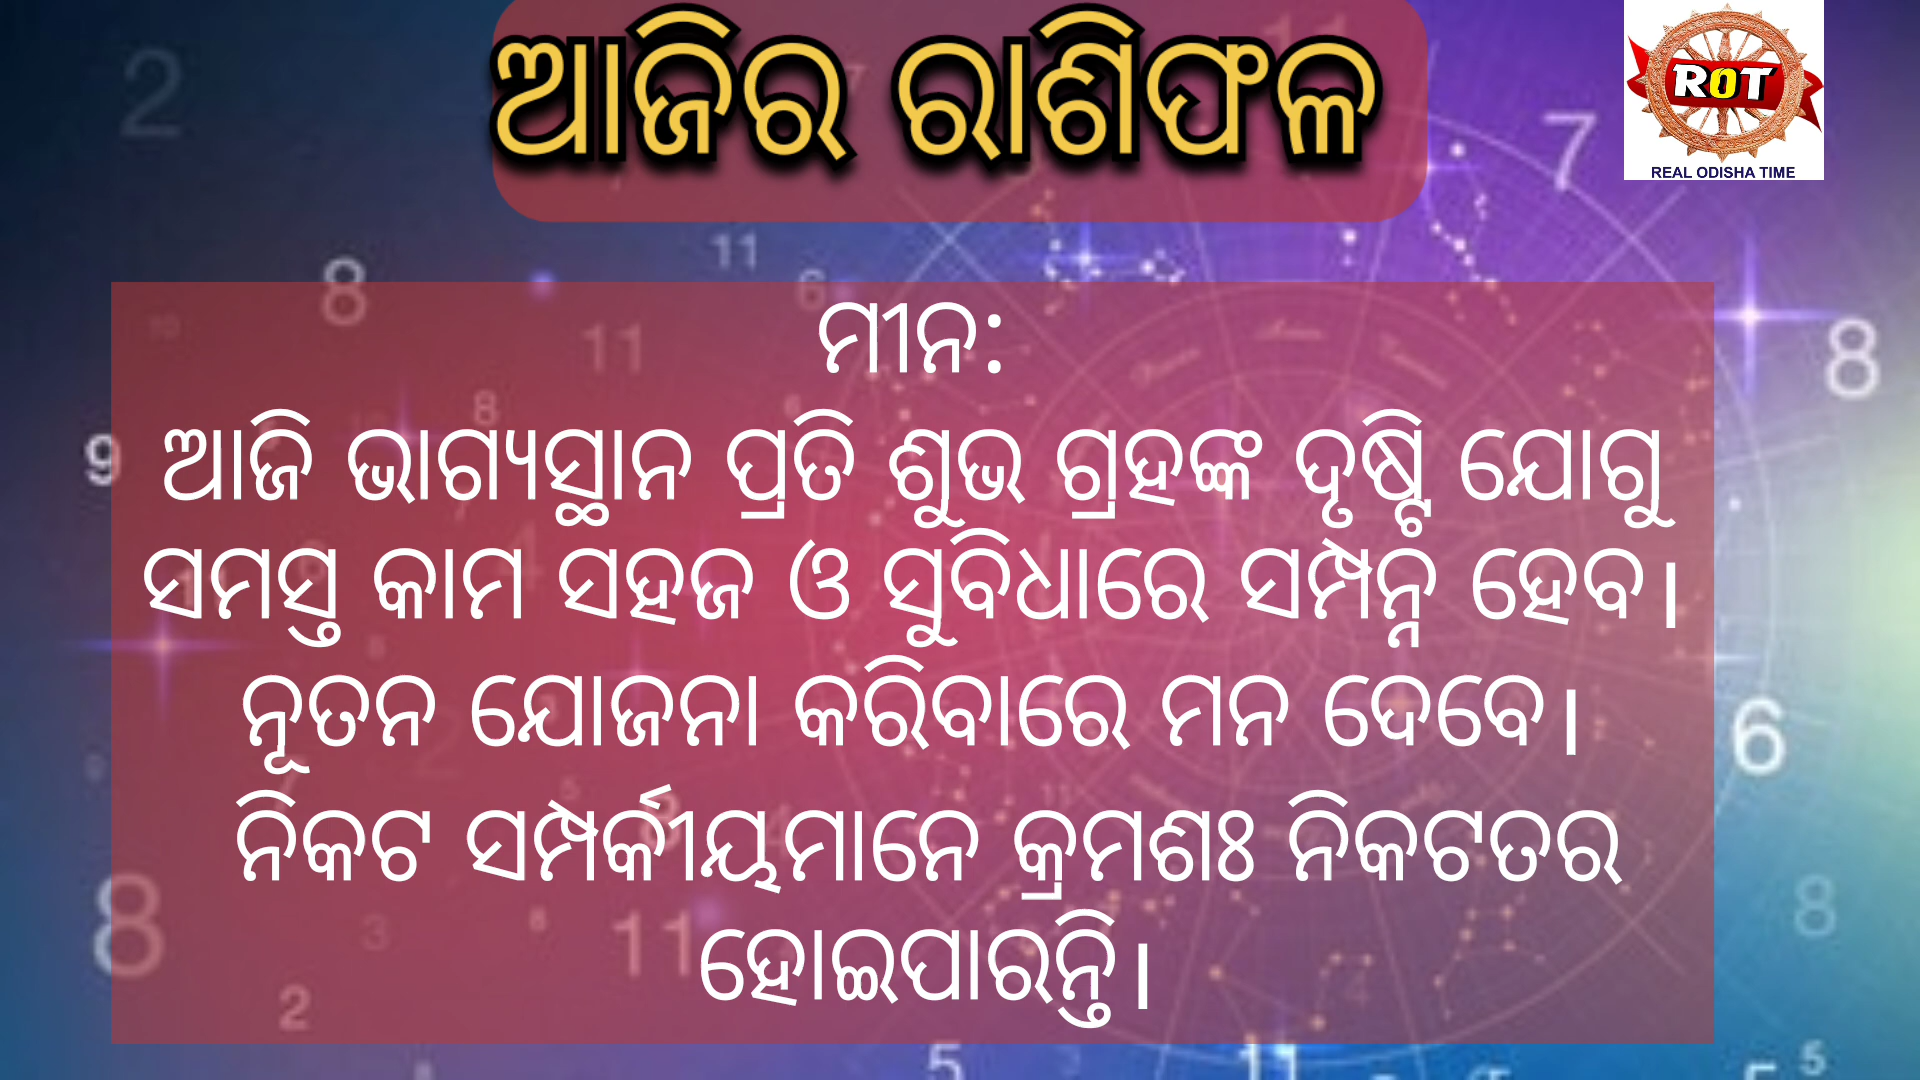 ଆଜିର ରାଶିଫଳ
ROT
REAL ODISHA TIME
ମୀନ:
ଆଜି ଭାଗ୍ୟସ୍ଥାନ ପ୍ରତି ଶୁଭ ଗ୍ରହଙ୍କ ଦୃଷ୍ଟି ଯୋଗୁ
ସମସ୍ତ କାମ ସହଜ ଓ ସୁବିଧାରେ ସମ୍ପନ୍ନ ହେବ।
ନୂତନ ଯୋଜନା କରିବାରେ ମନ ଦେବେ।
ନିକଟ ସମ୍ପର୍କୀୟମାନେ କ୍ରମଶଃ ନିକଟତର
ହୋଇପାରନ୍ତି।